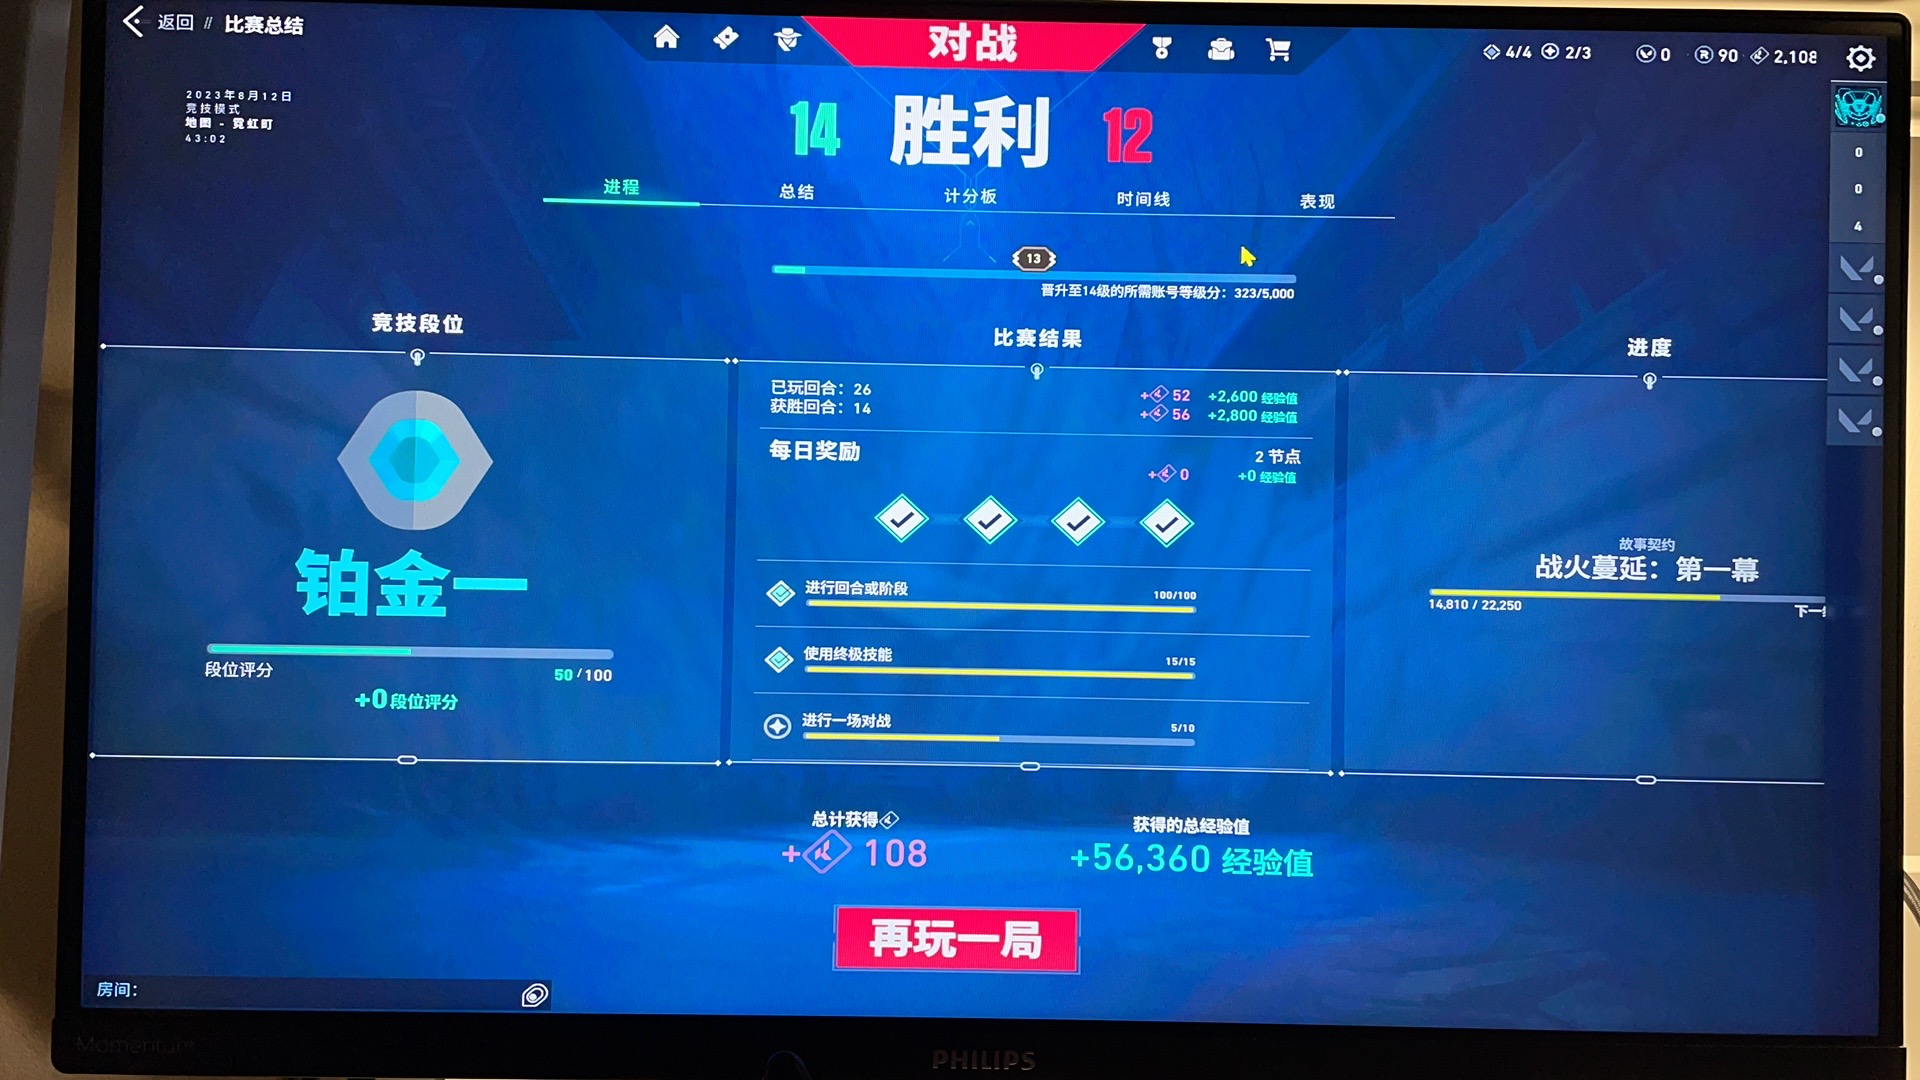 返回 // 比赛总结
对战
4/4 2/3 0 90 2,108
2023年8月12日
竞技模式
地图 - 霓虹町
43:02
14 胜利 12
进程 总结 计分板 时间线 表现
13
晋升至14级的所需账号等级分：323/5,000
0
0
4
竞技段位
铂金一
段位评分 50/100
+0段位评分
比赛结果
已玩回合：26 +52 +2,600 经验值
获胜回合：14 +56 +2,800 经验值
每日奖励 2 节点
+0 +0 经验值
进行回合或阶段 100/100
使用终极技能 15/15
进行一场对战 5/10
进度
故事契约
战火蔓延：第一幕
14,810 / 22,250
下一
总计获得
+108
获得的总经验值
+56,360 经验值
再玩一局
房间：
Momentum
PHILIPS